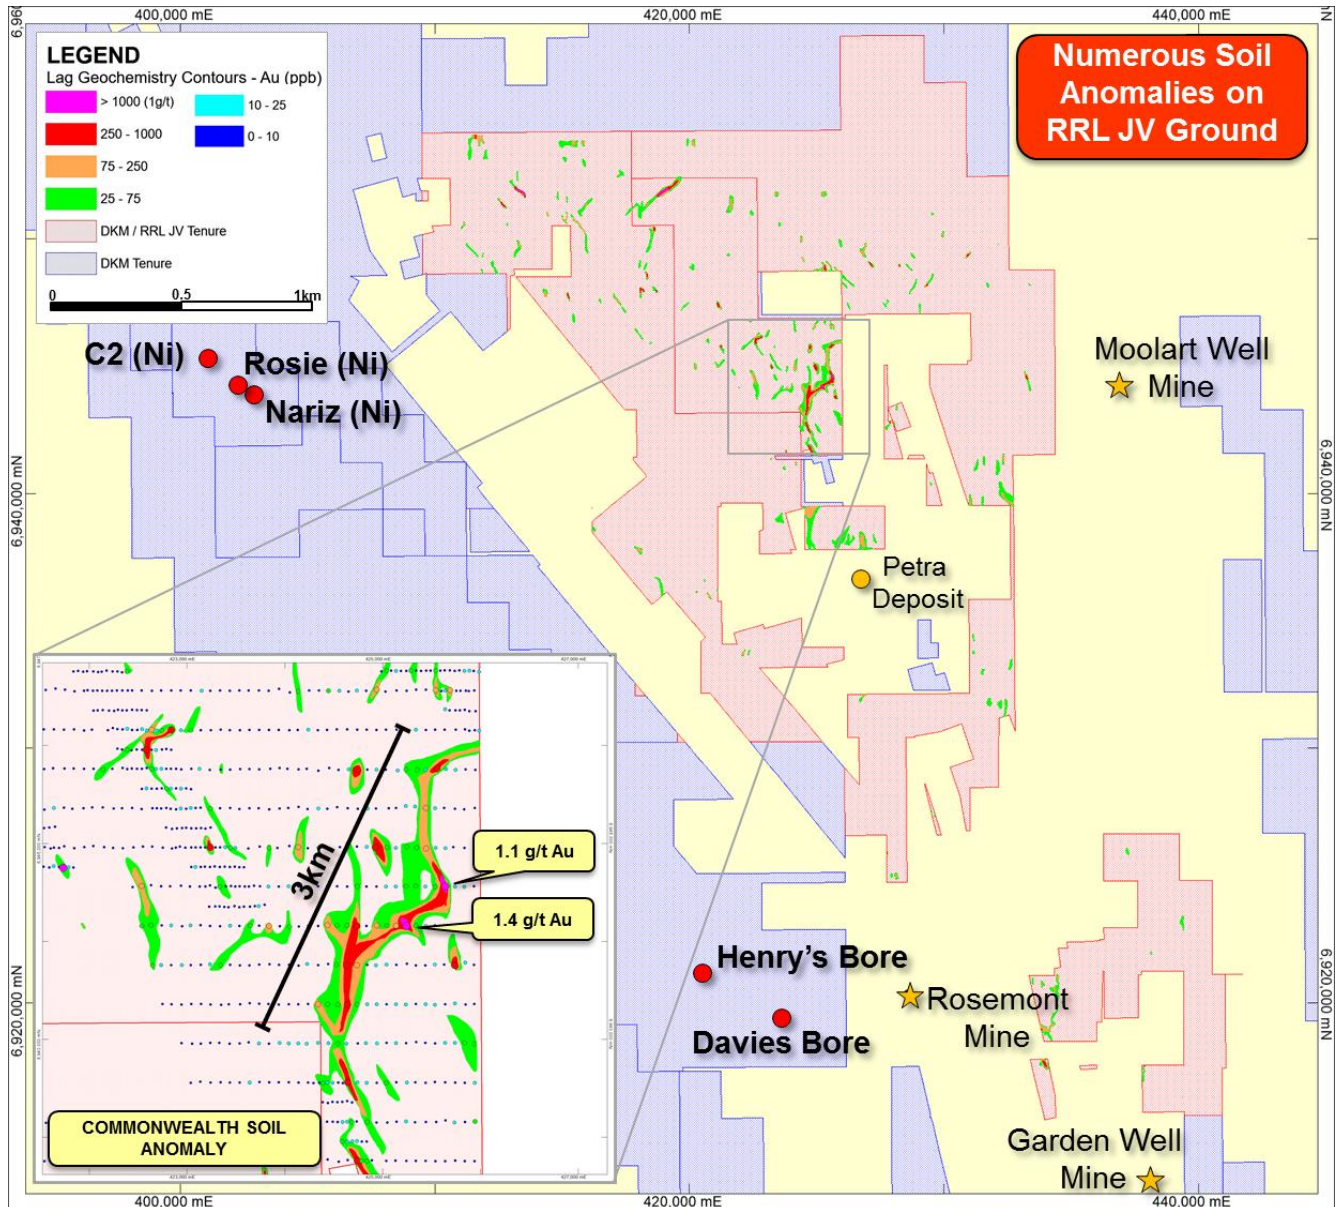 400,000 mE
420,000 mE
440,000 mE
LEGEND
Lag Geochemistry Contours - Au (ppb)
> 1000 (1g/t)
10 - 25
250 - 1000
0 - 10
75 - 250
25 - 75
DKM / RRL JV Tenure
DKM Tenure
0
0.5
1km
Numerous Soil
Anomalies on
RRL JV Ground
C2 (Ni)
Rosie (Ni)
Nariz (Ni)
Moolart Well
Mine
6,940,000 mN
6,940,000 mN
Petra
Deposit
3km
1.1 g/t Au
1.4 g/t Au
COMMONWEALTH SOIL
ANOMALY
Henry's Bore
Davies Bore
Rosemont
Mine
6,920,000 mN
6,920,000 mN
Garden Well
Mine
400,000 mE
420,000 mE
440,000 mE